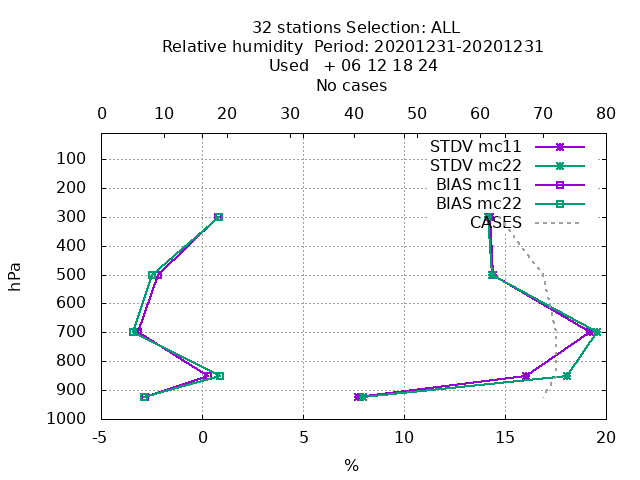 32 stations Selection: ALL
Relative humidity  Period: 20201231-20201231
Used   + 06 12 18 24
No cases
0 10 20 30 40 50 60 70 80
STDV mc11
STDV mc22
BIAS mc11
BIAS mc22
CASES
100
200
300
400
500
600
700
800
900
1000
hPa
-5 0 5 10 15 20
%